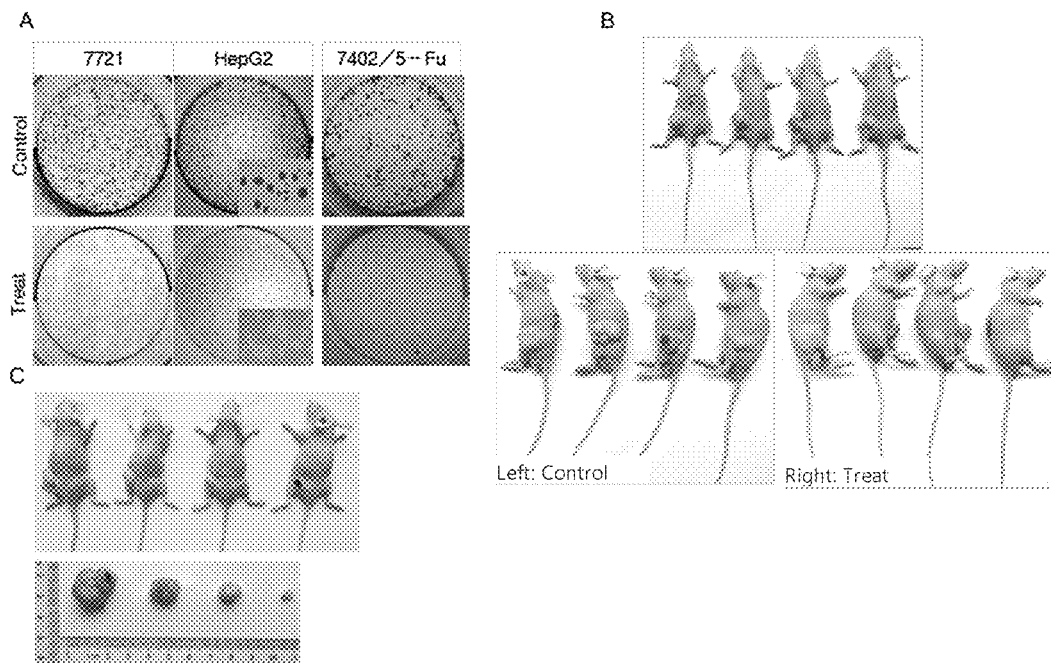 A
7721 HepG2 7402/5--Fu
Control
Treat
B
Left: Control Right: Treat
C